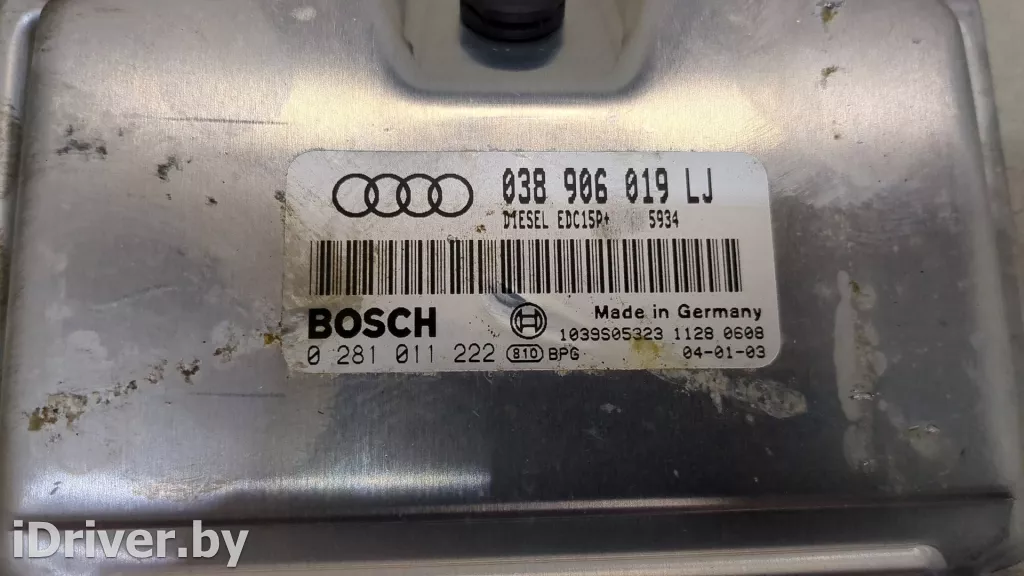 038 906 019 LJ
DIESEL EDC15P+ 5934
BOSCH
Made in Germany
1039S05323 1128 0608
0 281 011 222 810 BPG 04-01-03
iDriver.by